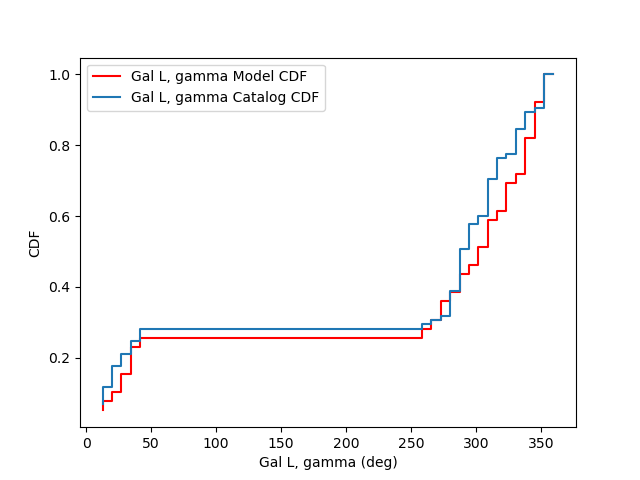 Gal L, gamma Model CDF
Gal L, gamma Catalog CDF
1.0
0.8
0.6
0.4
0.2
CDF
0 50 100 150 200 250 300 350
Gal L, gamma (deg)